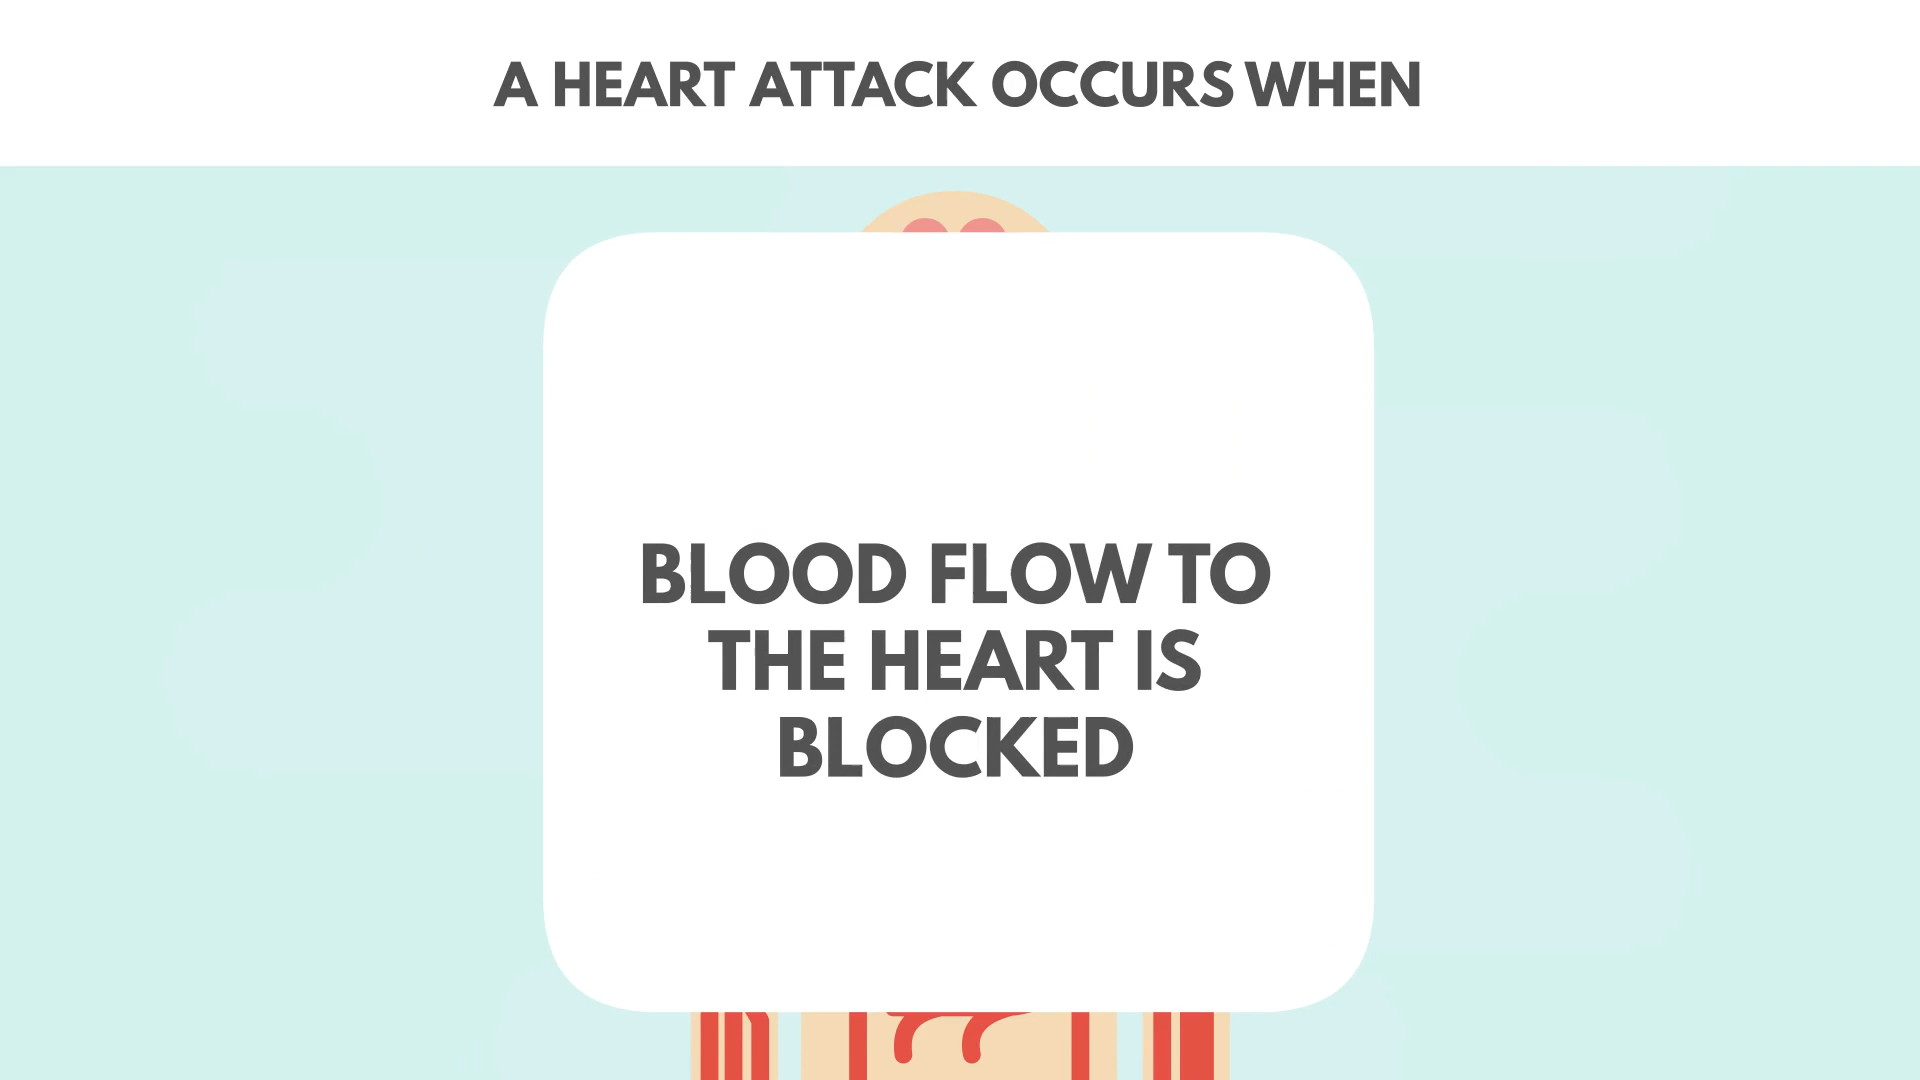 A HEART ATTACK OCCURS WHEN
BLOOD FLOW TO
THE HEART IS
BLOCKED